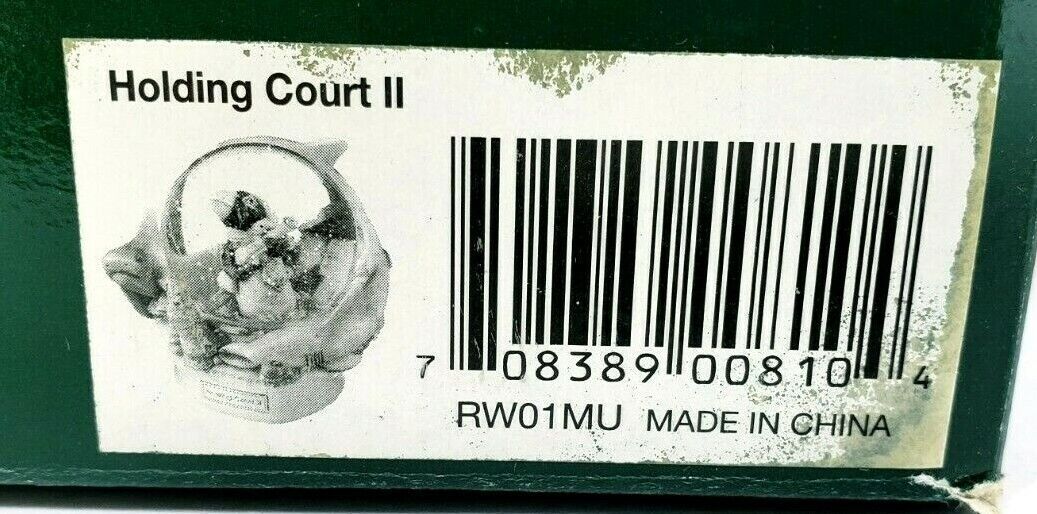 Holding Court II
7 08389 00810 4
RW01MU MADE IN CHINA